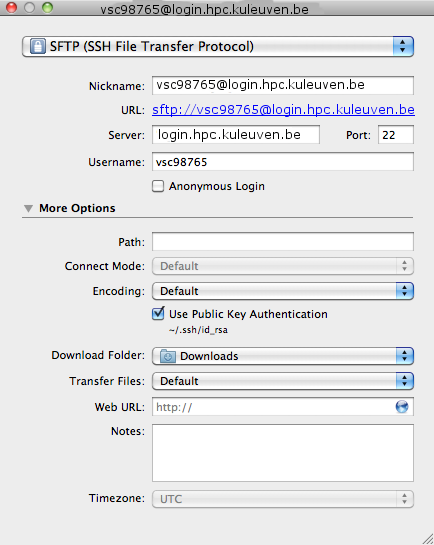 vsc98765@login.hpc.kuleuven.be
SFTP (SSH File Transfer Protocol)
Nickname: vsc98765@login.hpc.kuleuven.be
URL: sftp://vsc98765@login.hpc.kuleuven.be
Server: login.hpc.kuleuven.be Port: 22
Username: vsc98765
Anonymous Login
More Options
Path:
Connect Mode: Default
Encoding: Default
Use Public Key Authentication
~/.ssh/id_rsa
Download Folder: Downloads
Transfer Files: Default
Web URL: http://
Notes:
Timezone: UTC